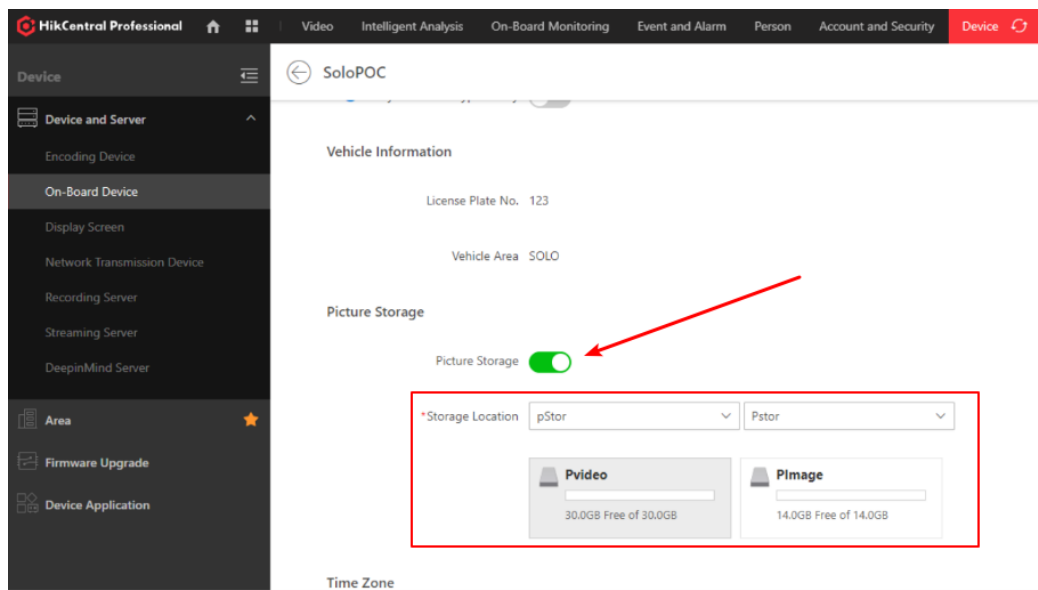 HikCentral Professional
Video Intelligent Analysis On-Board Monitoring Event and Alarm Person Account and Security Device
Device
SoloPOC
Device and Server
Encoding Device
On-Board Device
Display Screen
Network Transmission Device
Recording Server
Streaming Server
DeepinMind Server
Area
Firmware Upgrade
Device Application
Vehicle Information
License Plate No. 123
Vehicle Area SOLO
Picture Storage
Picture Storage
*Storage Location pStor Pstor
Pvideo PImage
30.0GB Free of 30.0GB 14.0GB Free of 14.0GB
Time Zone